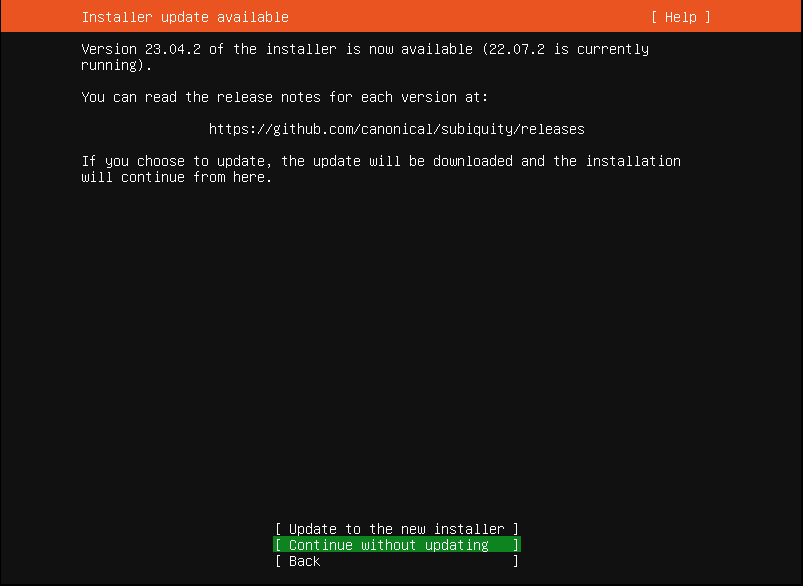 Installer update available [ Help ]
Version 23.04.2 of the installer is now available (22.07.2 is currently
running).
You can read the release notes for each version at:
https://github.com/canonical/subiquity/releases
If you choose to update, the update will be downloaded and the installation
will continue from here.
[ Update to the new installer ]
[ Continue without updating ]
[ Back ]